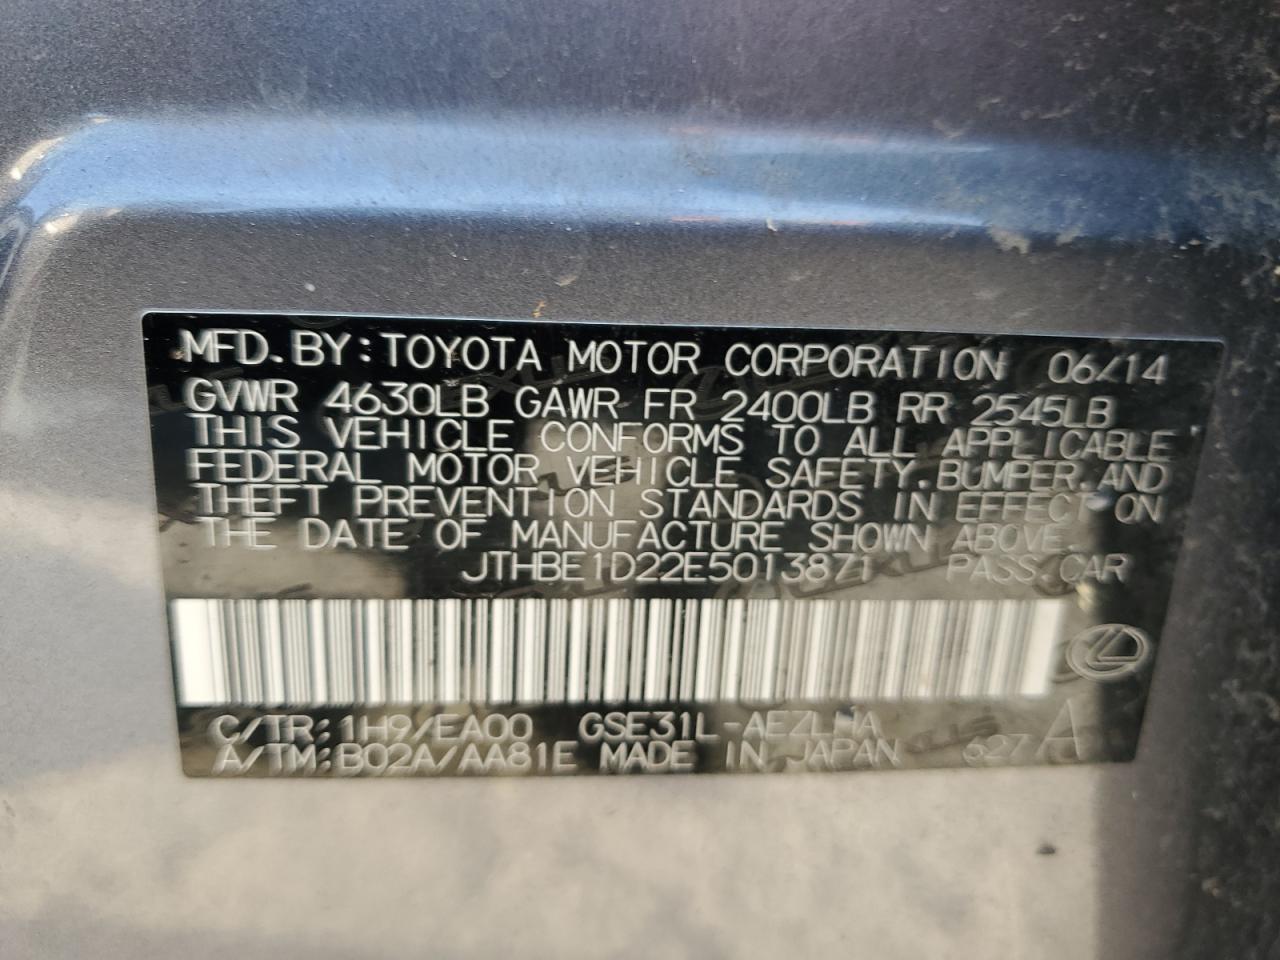 MFD.BY:TOYOTA MOTOR CORPORATION 06/14
GVWR 4630LB GAWR FR 2400LB RR 2545LB
THIS VEHICLE CONFORMS TO ALL APPLICABLE
FEDERAL MOTOR VEHICLE SAFETY,BUMPER,AND
THEFT PREVENTION STANDARDS IN EFFECT ON
THE DATE OF MANUFACTURE SHOWN ABOVE.
JTHBE1D22E5013871 PASS.CAR
C/TR:1H9/EA00 GSE31L-AEZLHA
A/TM:B02A/AA81E MADE IN JAPAN 627 A